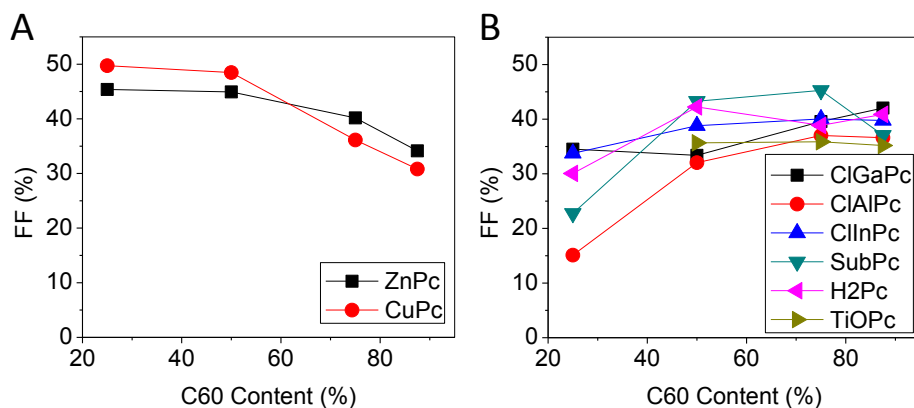 A
FF (%)
50
40
30
20
10
0
ZnPc
CuPc
20
40
60
80
C60 Content (%)
B
FF (%)
50
40
30
20
10
0
ClGaPc
ClAlPc
ClInPc
SubPc
H2Pc
TiOPc
20
40
60
80
C60 Content (%)